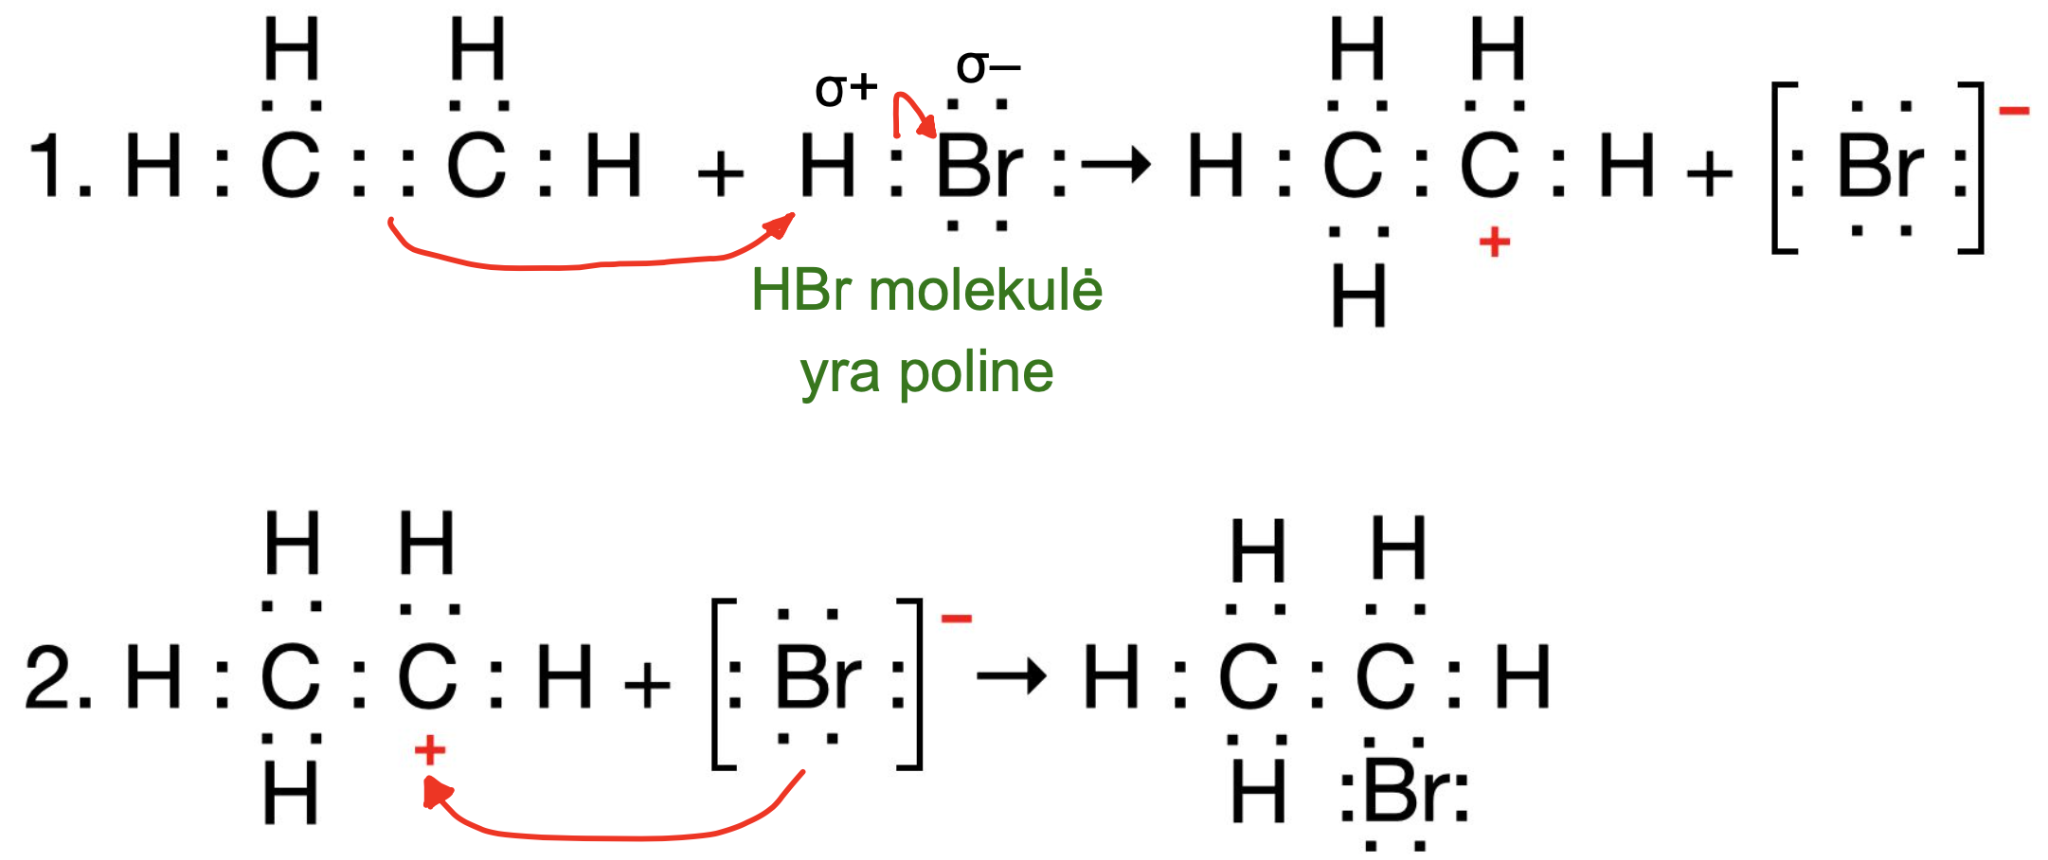 H H
σ+ σ–
1. H : C : : C : H + H : Br : → H : C : C : H + [: Br :] –
H H
+
H
HBr molekulė
yra poline
H H
2. H : C : C : H + [: Br :] – → H : C : C : H
H H
+
H
H :Br: